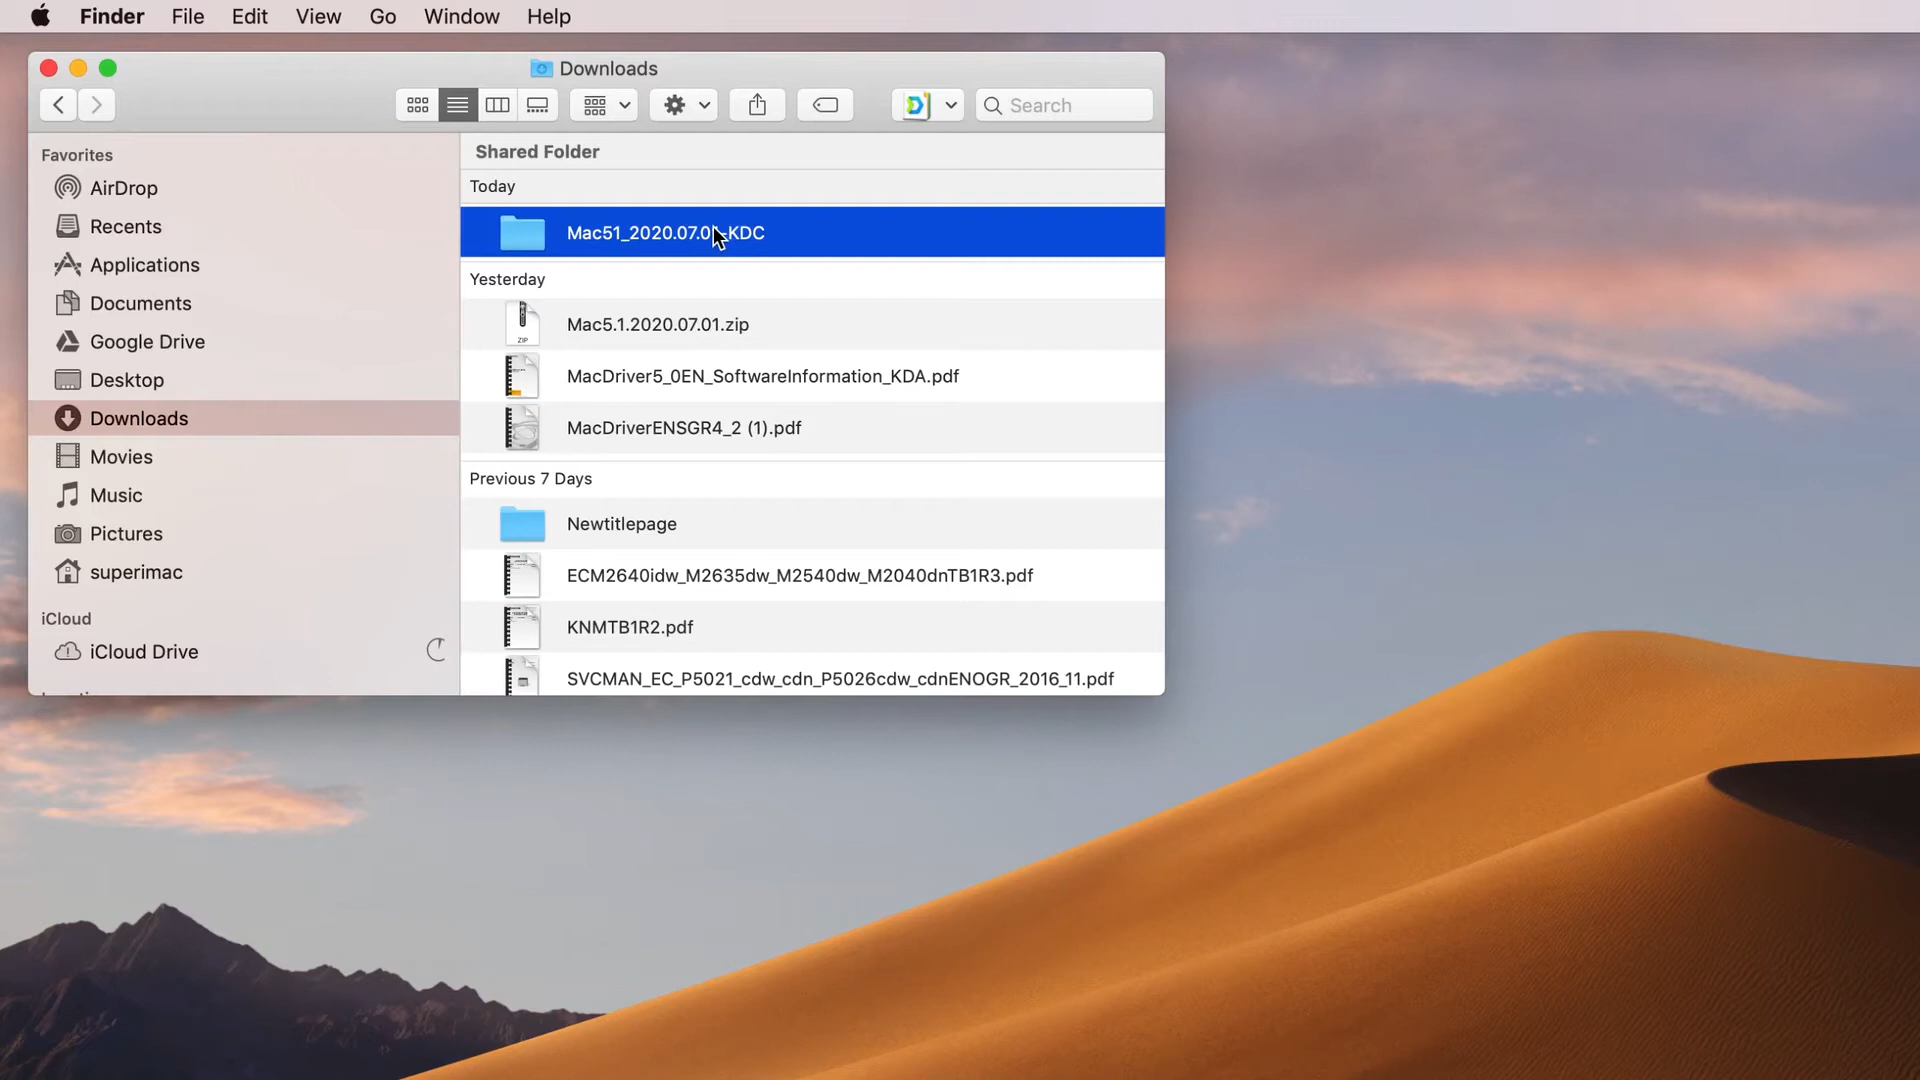 Finder File Edit View Go Window Help
Downloads
Search
Favorites
AirDrop
Recents
Applications
Documents
Google Drive
Desktop
Downloads
Movies
Music
Pictures
superimac
iCloud
iCloud Drive
Shared Folder
Today
Yesterday
ZIP
Mac5.1.2020.07.01.zip
MacDriver5_0EN_SoftwareInformation_KDA.pdf
MacDriverENSGR4_2 (1).pdf
Previous 7 Days
Newtitlepage
ECM2640idw_M2635dw_M2540dw_M2040dnTB1R3.pdf
KNMTB1R2.pdf
SVCMAN_EC_P5021_cdw_cdn_P5026cdw_cdnENOGR_2016_11.pdf